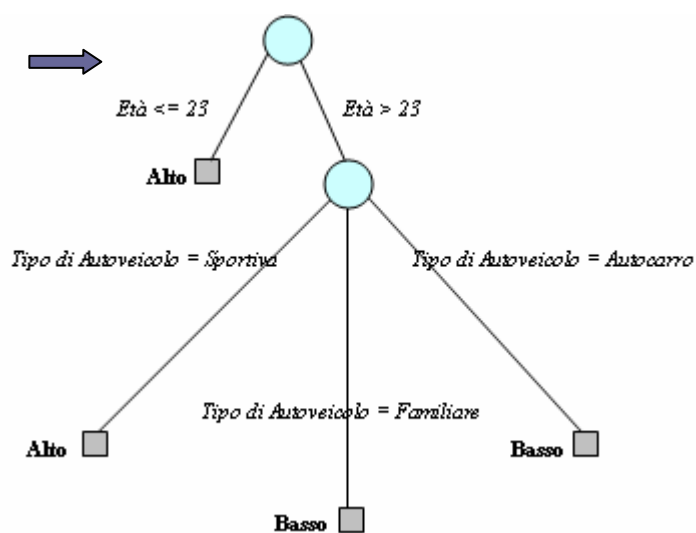 Età <= 23
Età > 23
Alto
Tipo di Autoveicolo = Sportiva
Tipo di Autoveicolo = Autocarro
Tipo di Autoveicolo = Familiare
Alto
Basso
Basso